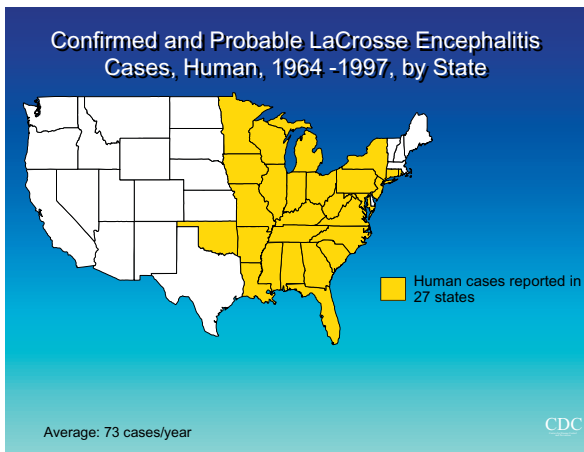 Confirmed and Probable LaCrosse Encephalitis
Cases, Human, 1964 -1997, by State
Human cases reported in
27 states
Average: 73 cases/year
CDC